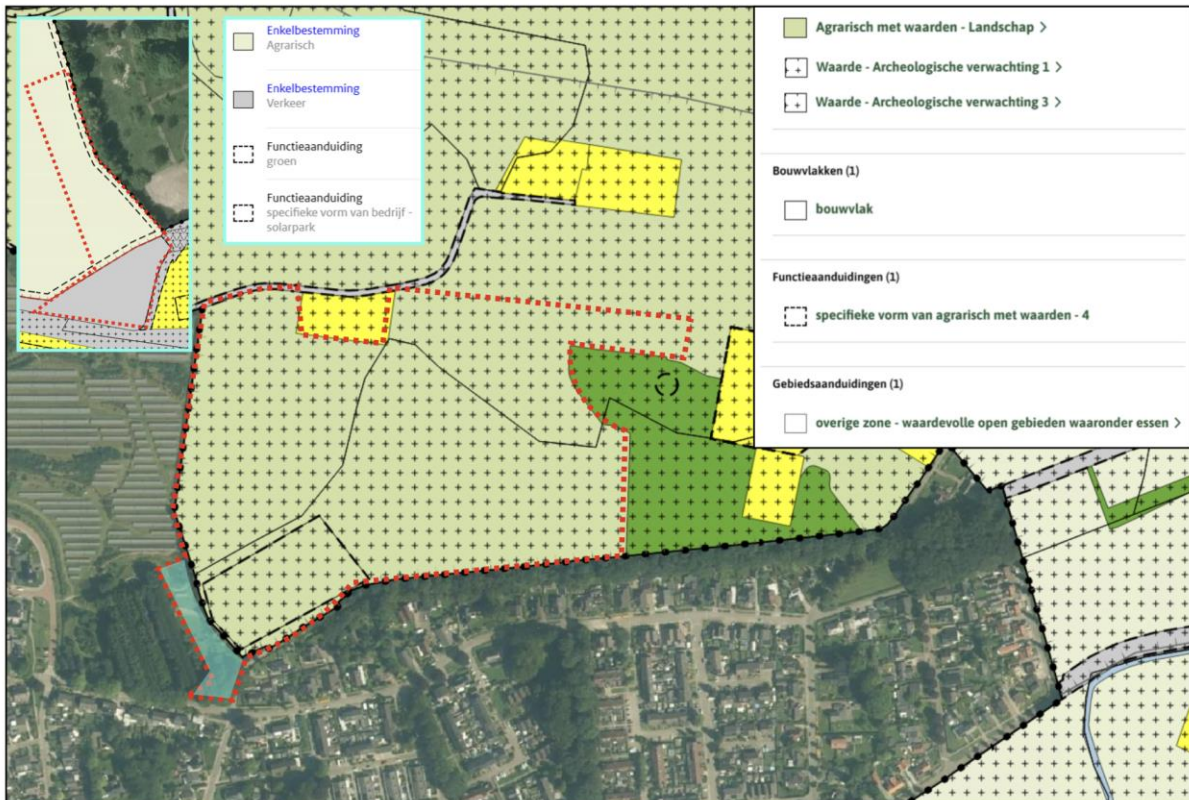 Enkelbestemming
Agrarisch
Enkelbestemming
Verkeer
Functieaanduiding
groen
Functieaanduiding
specifieke vorm van bedrijf -
solarpark
Agrarisch met waarden - Landschap >
Waarde - Archeologische verwachting 1 >
Waarde - Archeologische verwachting 3 >
Bouwvlakken (1)
bouwvlak
Functieaanduidingen (1)
specifieke vorm van agrarisch met waarden - 4
Gebiedsaanduidingen (1)
overige zone - waardevolle open gebieden waaronder essen >